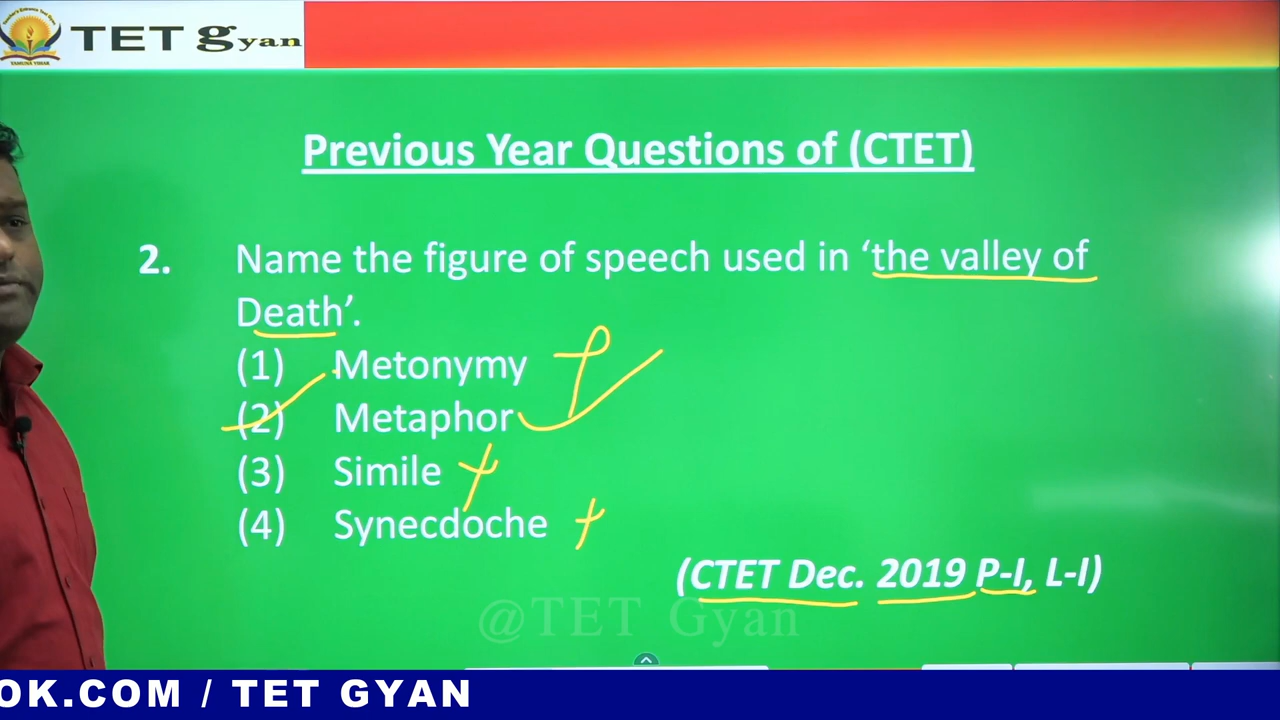 TET gyan
Previous Year Questions of (CTET)
2. Name the figure of speech used in ‘the valley of
Death’.
(1) Metonymy
(2) Metaphor
(3) Simile
(4) Synecdoche
(CTET Dec. 2019 P-I, L-I)
@TET Gyan
OK.COM / TET GYAN